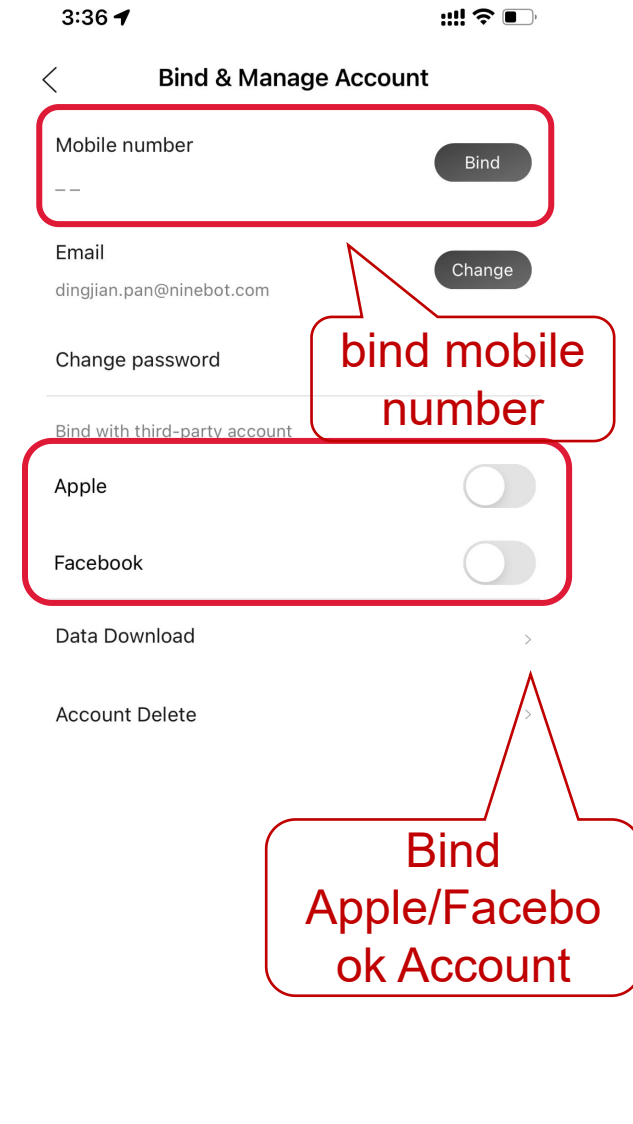 3:36
Bind & Manage Account
Mobile number
Bind
– –
Email
Change
dingjian.pan@ninebot.com
bind mobile
number
Change password
Bind with third-party account
Apple
Facebook
Data Download
Account Delete
Bind
Apple/Facebo
ok Account